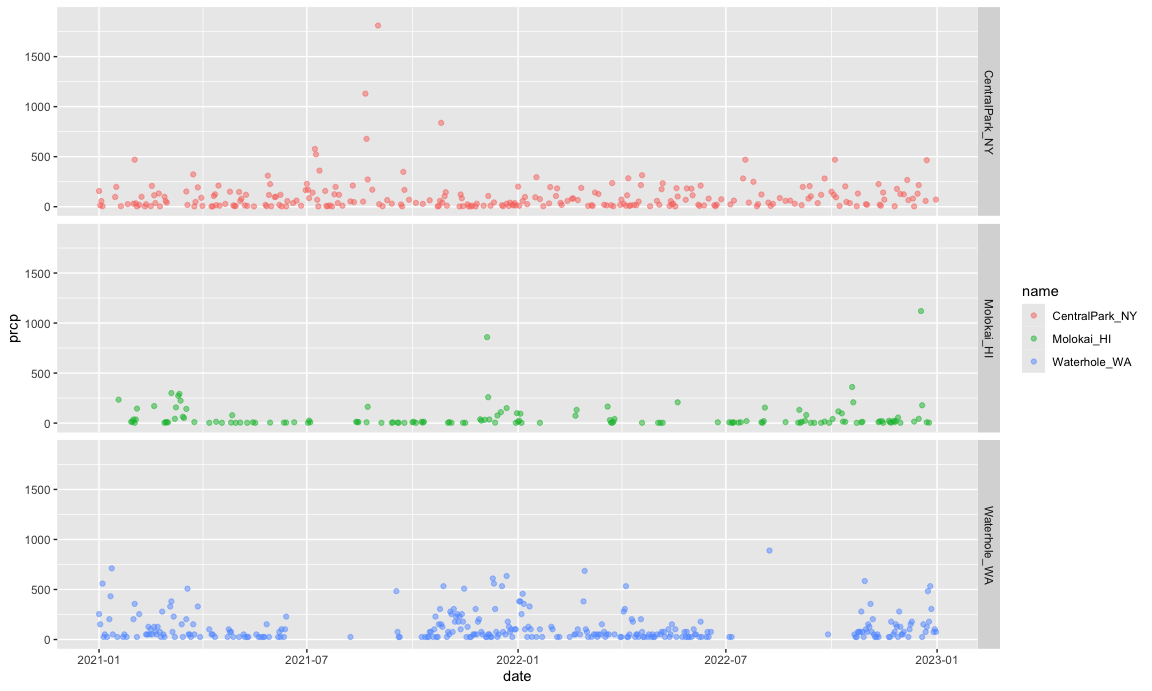 1500
1000
500
0
CentralPark_NY
1500
1000
500
0
Molokai_HI
1500
1000
500
0
Waterhole_WA
prcp
2021-01
2021-07
2022-01
2022-07
2023-01
date
name
CentralPark_NY
Molokai_HI
Waterhole_WA